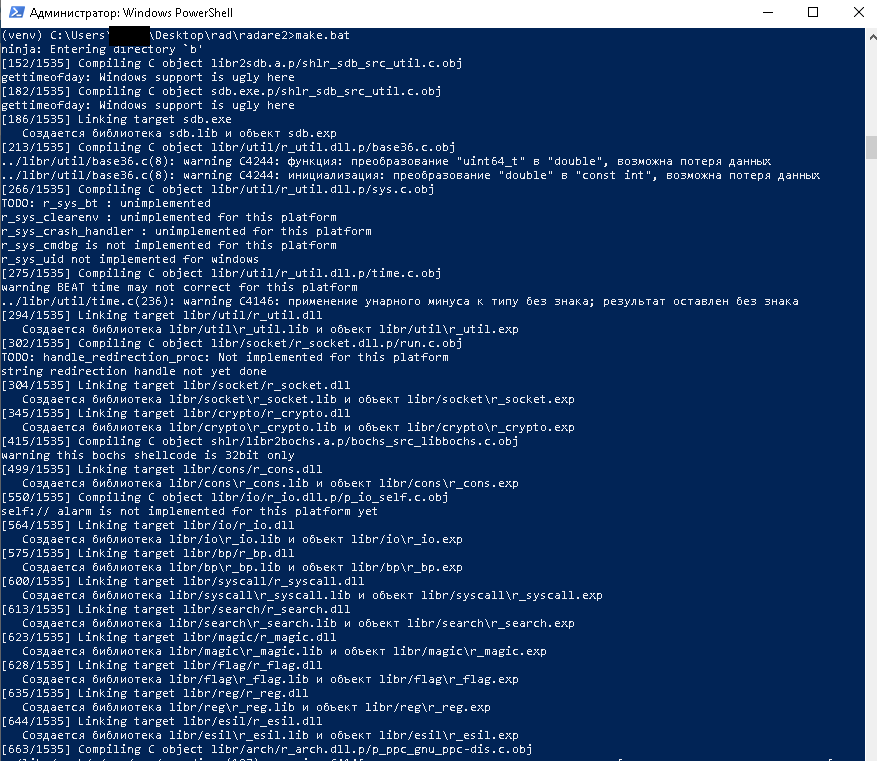 Администратор: Windows PowerShell
(venv) C:\Users\ \Desktop\rad\radare2>make.bat
ninja: Entering directory `b'
[152/1535] Compiling C object libr2sdb.a.p/shlr_sdb_src_util.c.obj
gettimeofday: Windows support is ugly here
[182/1535] Compiling C object sdb.exe.p/shlr_sdb_src_util.c.obj
gettimeofday: Windows support is ugly here
[186/1535] Linking target sdb.exe
   Создается библиотека sdb.lib и объект sdb.exp
[213/1535] Compiling C object libr/util/r_util.dll.p/base36.c.obj
../libr/util/base36.c(8): warning C4244: функция: преобразование "uint64_t" в "double", возможна потеря данных
../libr/util/base36.c(8): warning C4244: инициализация: преобразование "double" в "const int", возможна потеря данных
[266/1535] Compiling C object libr/util/r_util.dll.p/sys.c.obj
TODO: r_sys_bt : unimplemented
r_sys_clearenv : unimplemented for this platform
r_sys_crash_handler : unimplemented for this platform
r_sys_cmdbg is not implemented for this platform
r_sys_uid not implemented for windows
[275/1535] Compiling C object libr/util/r_util.dll.p/time.c.obj
warning BEAT time may not correct for this platform
../libr/util/time.c(236): warning C4146: применение унарного минуса к типу без знака; результат оставлен без знака
[294/1535] Linking target libr/util/r_util.dll
   Создается библиотека libr/util\r_util.lib и объект libr/util\r_util.exp
[302/1535] Compiling C object libr/socket/r_socket.dll.p/run.c.obj
TODO: handle_redirection_proc: Not implemented for this platform
string redirection handle not yet done
[304/1535] Linking target libr/socket/r_socket.dll
   Создается библиотека libr/socket\r_socket.lib и объект libr/socket\r_socket.exp
[345/1535] Linking target libr/crypto/r_crypto.dll
   Создается библиотека libr/crypto\r_crypto.lib и объект libr/crypto\r_crypto.exp
[415/1535] Compiling C object shlr/libr2bochs.a.p/bochs_src_libbochs.c.obj
warning this bochs shellcode is 32bit only
[499/1535] Linking target libr/cons/r_cons.dll
   Создается библиотека libr/cons\r_cons.lib и объект libr/cons\r_cons.exp
[550/1535] Compiling C object libr/io/r_io.dll.p/p_io_self.c.obj
self:// alarm is not implemented for this platform yet
[564/1535] Linking target libr/io/r_io.dll
   Создается библиотека libr/io\r_io.lib и объект libr/io\r_io.exp
[575/1535] Linking target libr/bp/r_bp.dll
   Создается библиотека libr/bp\r_bp.lib и объект libr/bp\r_bp.exp
[600/1535] Linking target libr/syscall/r_syscall.dll
   Создается библиотека libr/syscall\r_syscall.lib и объект libr/syscall\r_syscall.exp
[613/1535] Linking target libr/search/r_search.dll
   Создается библиотека libr/search\r_search.lib и объект libr/search\r_search.exp
[623/1535] Linking target libr/magic/r_magic.dll
   Создается библиотека libr/magic\r_magic.lib и объект libr/magic\r_magic.exp
[628/1535] Linking target libr/flag/r_flag.dll
   Создается библиотека libr/flag\r_flag.lib и объект libr/flag\r_flag.exp
[635/1535] Linking target libr/reg/r_reg.dll
   Создается библиотека libr/reg\r_reg.lib и объект libr/reg\r_reg.exp
[644/1535] Linking target libr/esil/r_esil.dll
   Создается библиотека libr/esil\r_esil.lib и объект libr/esil\r_esil.exp
[663/1535] Compiling C object libr/arch/r_arch.dll.p/p_ppc_gnu_ppc-dis.c.obj